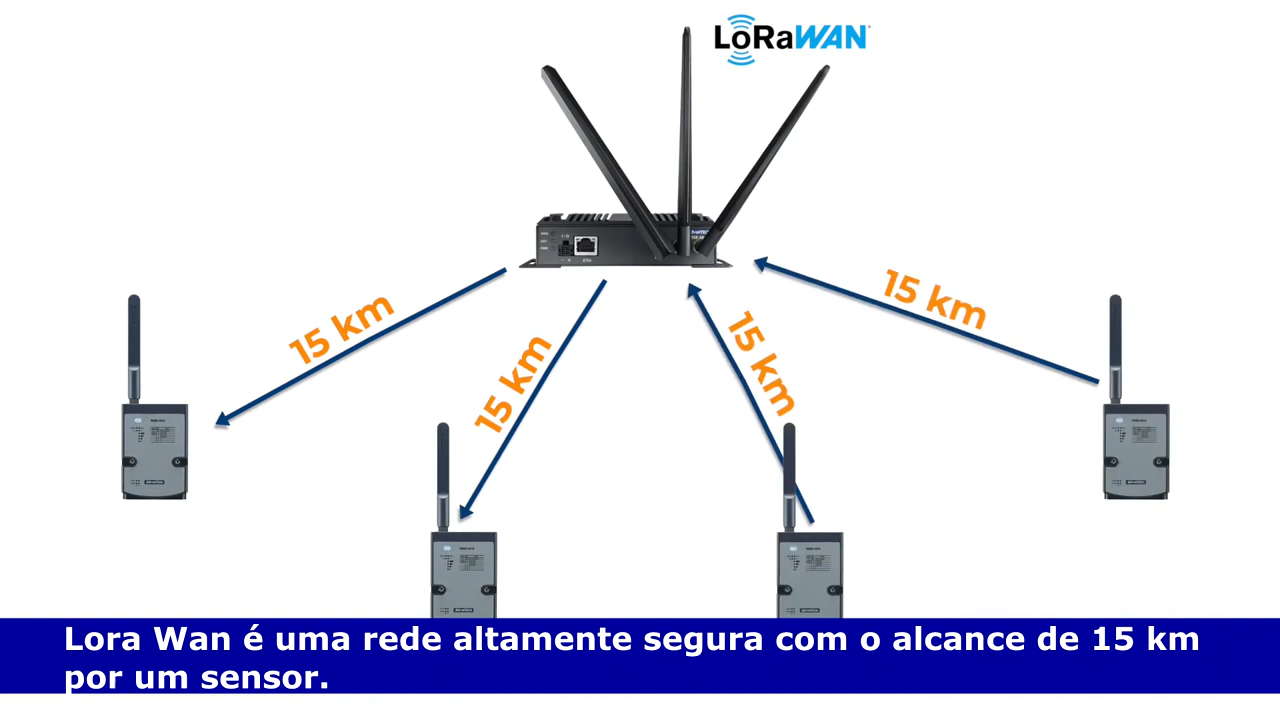 LoRaWAN
15 km
15 km
15 km
15 km
ETH
Lora Wan é uma rede altamente segura com o alcance de 15 km
por um sensor.